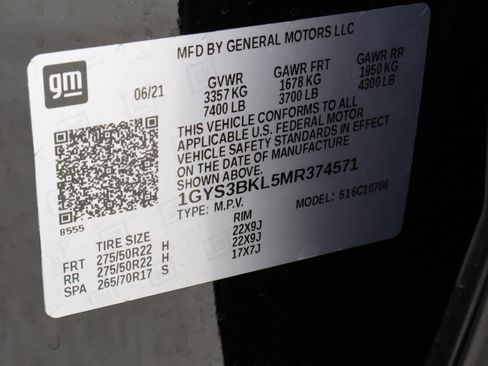 gm
MFD BY GENERAL MOTORS LLC
06/21
GVWR GAWR FRT GAWR RR
3357 KG 1678 KG 1950 KG
7400 LB 3700 LB 4300 LB
THIS VEHICLE CONFORMS TO ALL
APPLICABLE U.S. FEDERAL MOTOR
VEHICLE SAFETY STANDARDS IN EFFECT
ON THE DATE OF MANUFACTURE
SHOWN ABOVE.
1GYS3BKL5MR374571
TYPE: M.P.V. MODEL: 516C10706
8555
TIRE SIZE RIM
FRT 275/50R22 H 22X9J
RR 275/50R22 H 22X9J
SPA 265/70R17 S 17X7J